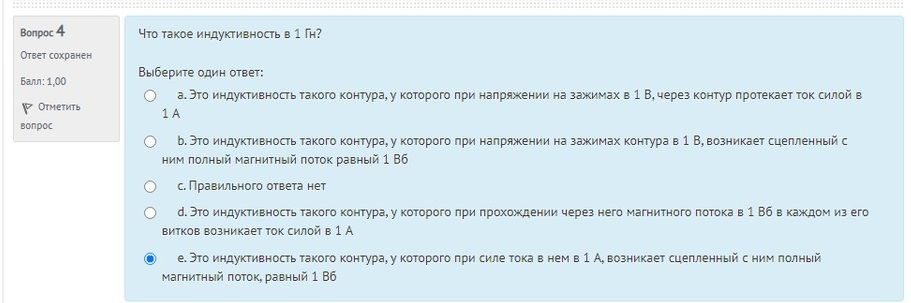 Вопрос 4
Ответ сохранен
Балл: 1,00
Отметить
вопрос
Что такое индуктивность в 1 Гн?
Выберите один ответ:
a. Это индуктивность такого контура, у которого при напряжении на зажимах в 1 В, через контур протекает ток силой в
1 А
b. Это индуктивность такого контура, у которого при напряжении на зажимах контура в 1 В, возникает сцепленный с
ним полный магнитный поток равный 1 Вб
c. Правильного ответа нет
d. Это индуктивность такого контура, у которого при прохождении через него магнитного потока в 1 Вб в каждом из его
витков возникает ток силой в 1 А
e. Это индуктивность такого контура, у которого при силе тока в нем в 1 А, возникает сцепленный с ним полный
магнитный поток, равный 1 Вб